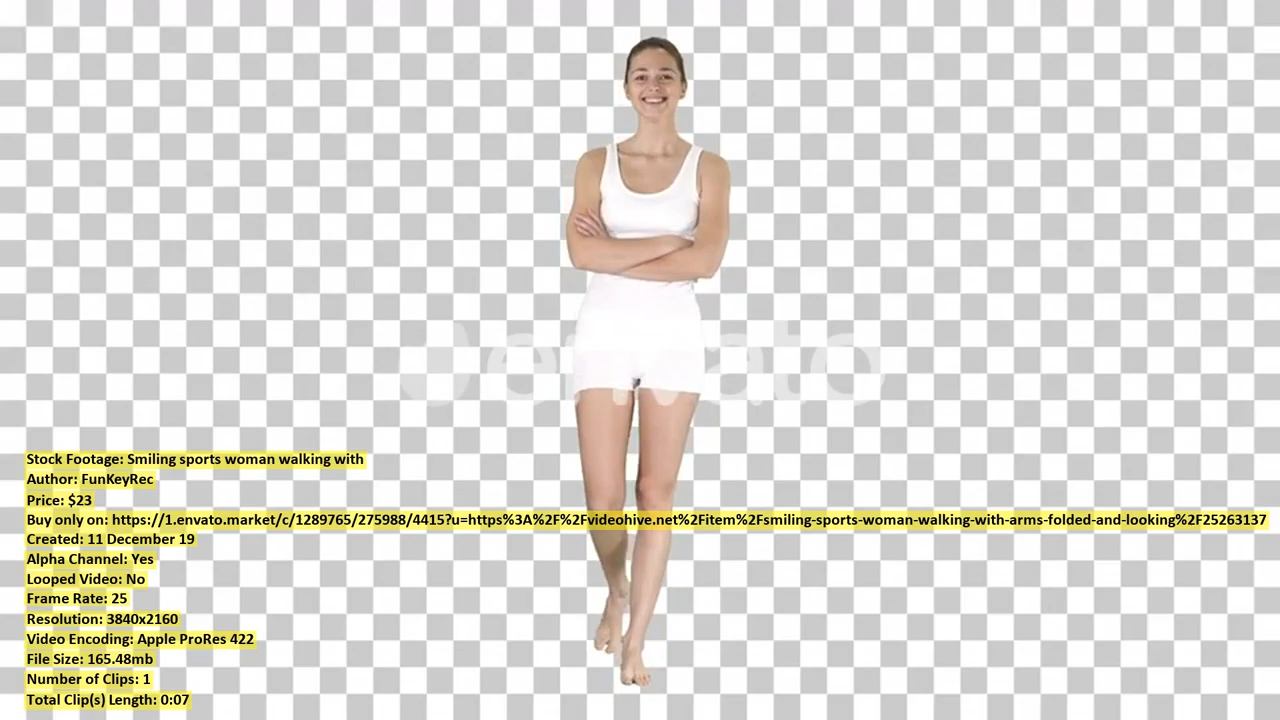 envato
Stock Footage: Smiling sports woman walking with
Author: FunKeyRec
Price: $23
Buy only on: https://1.envato.market/c/1289765/275988/4415?u=https%3A%2F%2Fvideohive.net%2Fitem%2Fsmiling-sports-woman-walking-with-arms-folded-and-looking%2F25263137
Created: 11 December 19
Alpha Channel: Yes
Looped Video: No
Frame Rate: 25
Resolution: 3840x2160
Video Encoding: Apple ProRes 422
File Size: 165.48mb
Number of Clips: 1
Total Clip(s) Length: 0:07